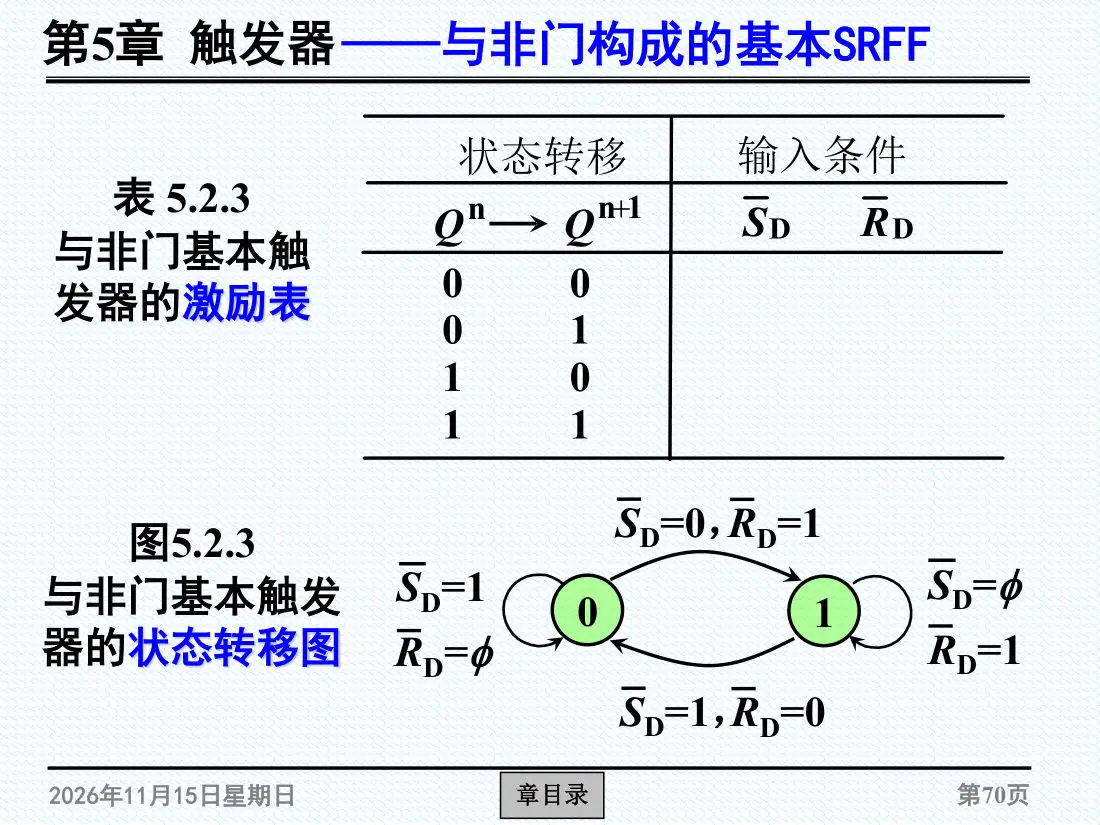 第5章 触发器——与非门构成的基本SRFF
表 5.2.3
与非门基本触
发器的激励表
状态转移 输入条件
Qⁿ → Qⁿ⁺¹ S̅D R̅D
0 0
0 1
1 0
1 1
图5.2.3
与非门基本触发
器的状态转移图
S̅D=0，R̅D=1
S̅D=1
R̅D=ϕ
0
1
S̅D=ϕ
R̅D=1
S̅D=1，R̅D=0
2026年11月15日星期日 章目录 第70页